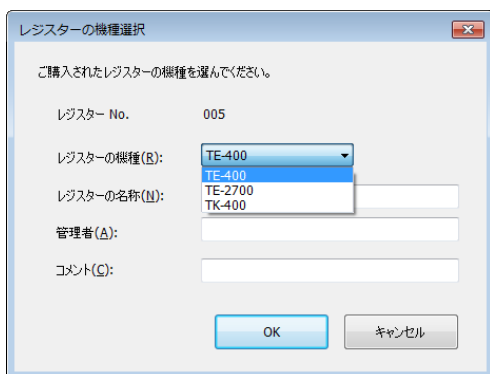 レジスターの機種選択
ご購入されたレジスターの機種を選んでください。
レジスター No. 005
レジスターの機種(R): TE-400
TE-400
TE-2700
TK-400
レジスターの名称(N):
管理者(A):
コメント(C):
OK キャンセル